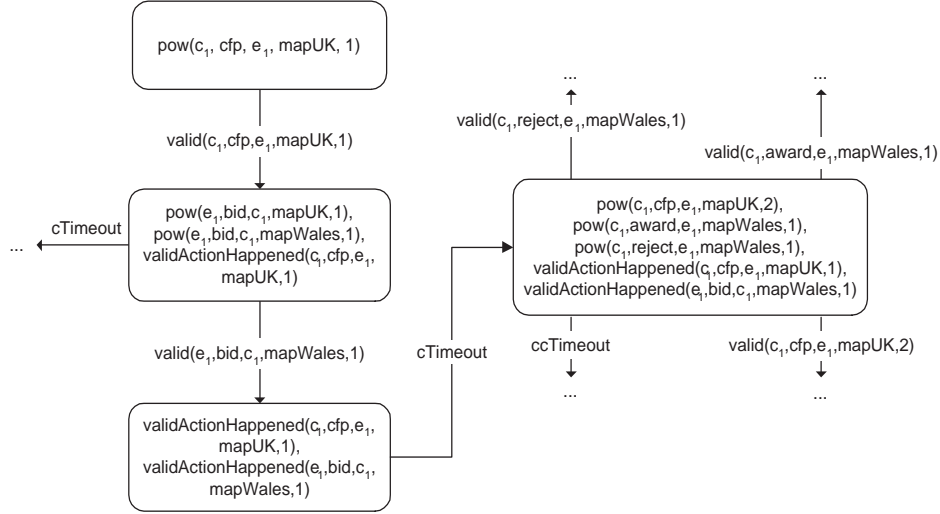 pow(c1, cfp, e1, mapUK, 1)
valid(c1,cfp,e1,mapUK,1)
cTimeout
...
pow(e1,bid,c1,mapUK,1),
pow(e1,bid,c1,mapWales,1),
validActionHappened(c1,cfp,e1,
mapUK,1)
valid(e1,bid,c1,mapWales,1)
validActionHappened(c1,cfp,e1,
mapUK,1),
validActionHappened(e1,bid,c1,
mapWales,1)
cTimeout
...
...
valid(c1,reject,e1,mapWales,1)
valid(c1,award,e1,mapWales,1)
pow(c1,cfp,e1,mapUK,2),
pow(c1,award,e1,mapWales,1),
pow(c1,reject,e1,mapWales,1),
validActionHappened(c1,cfp,e1,mapUK,1),
validActionHappened(e1,bid,c1,mapWales,1)
ccTimeout
valid(c1,cfp,e1,mapUK,2)
...
...